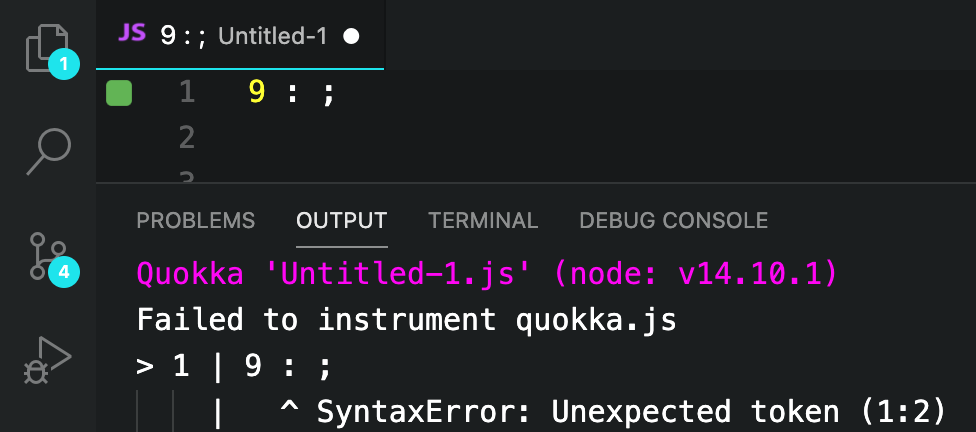 JS 9 : ; Untitled-1
1
1 9 : ;
2
3
PROBLEMS OUTPUT TERMINAL DEBUG CONSOLE
4
Quokka 'Untitled-1.js' (node: v14.10.1)
Failed to instrument quokka.js
> 1 | 9 : ;
| ^ SyntaxError: Unexpected token (1:2)